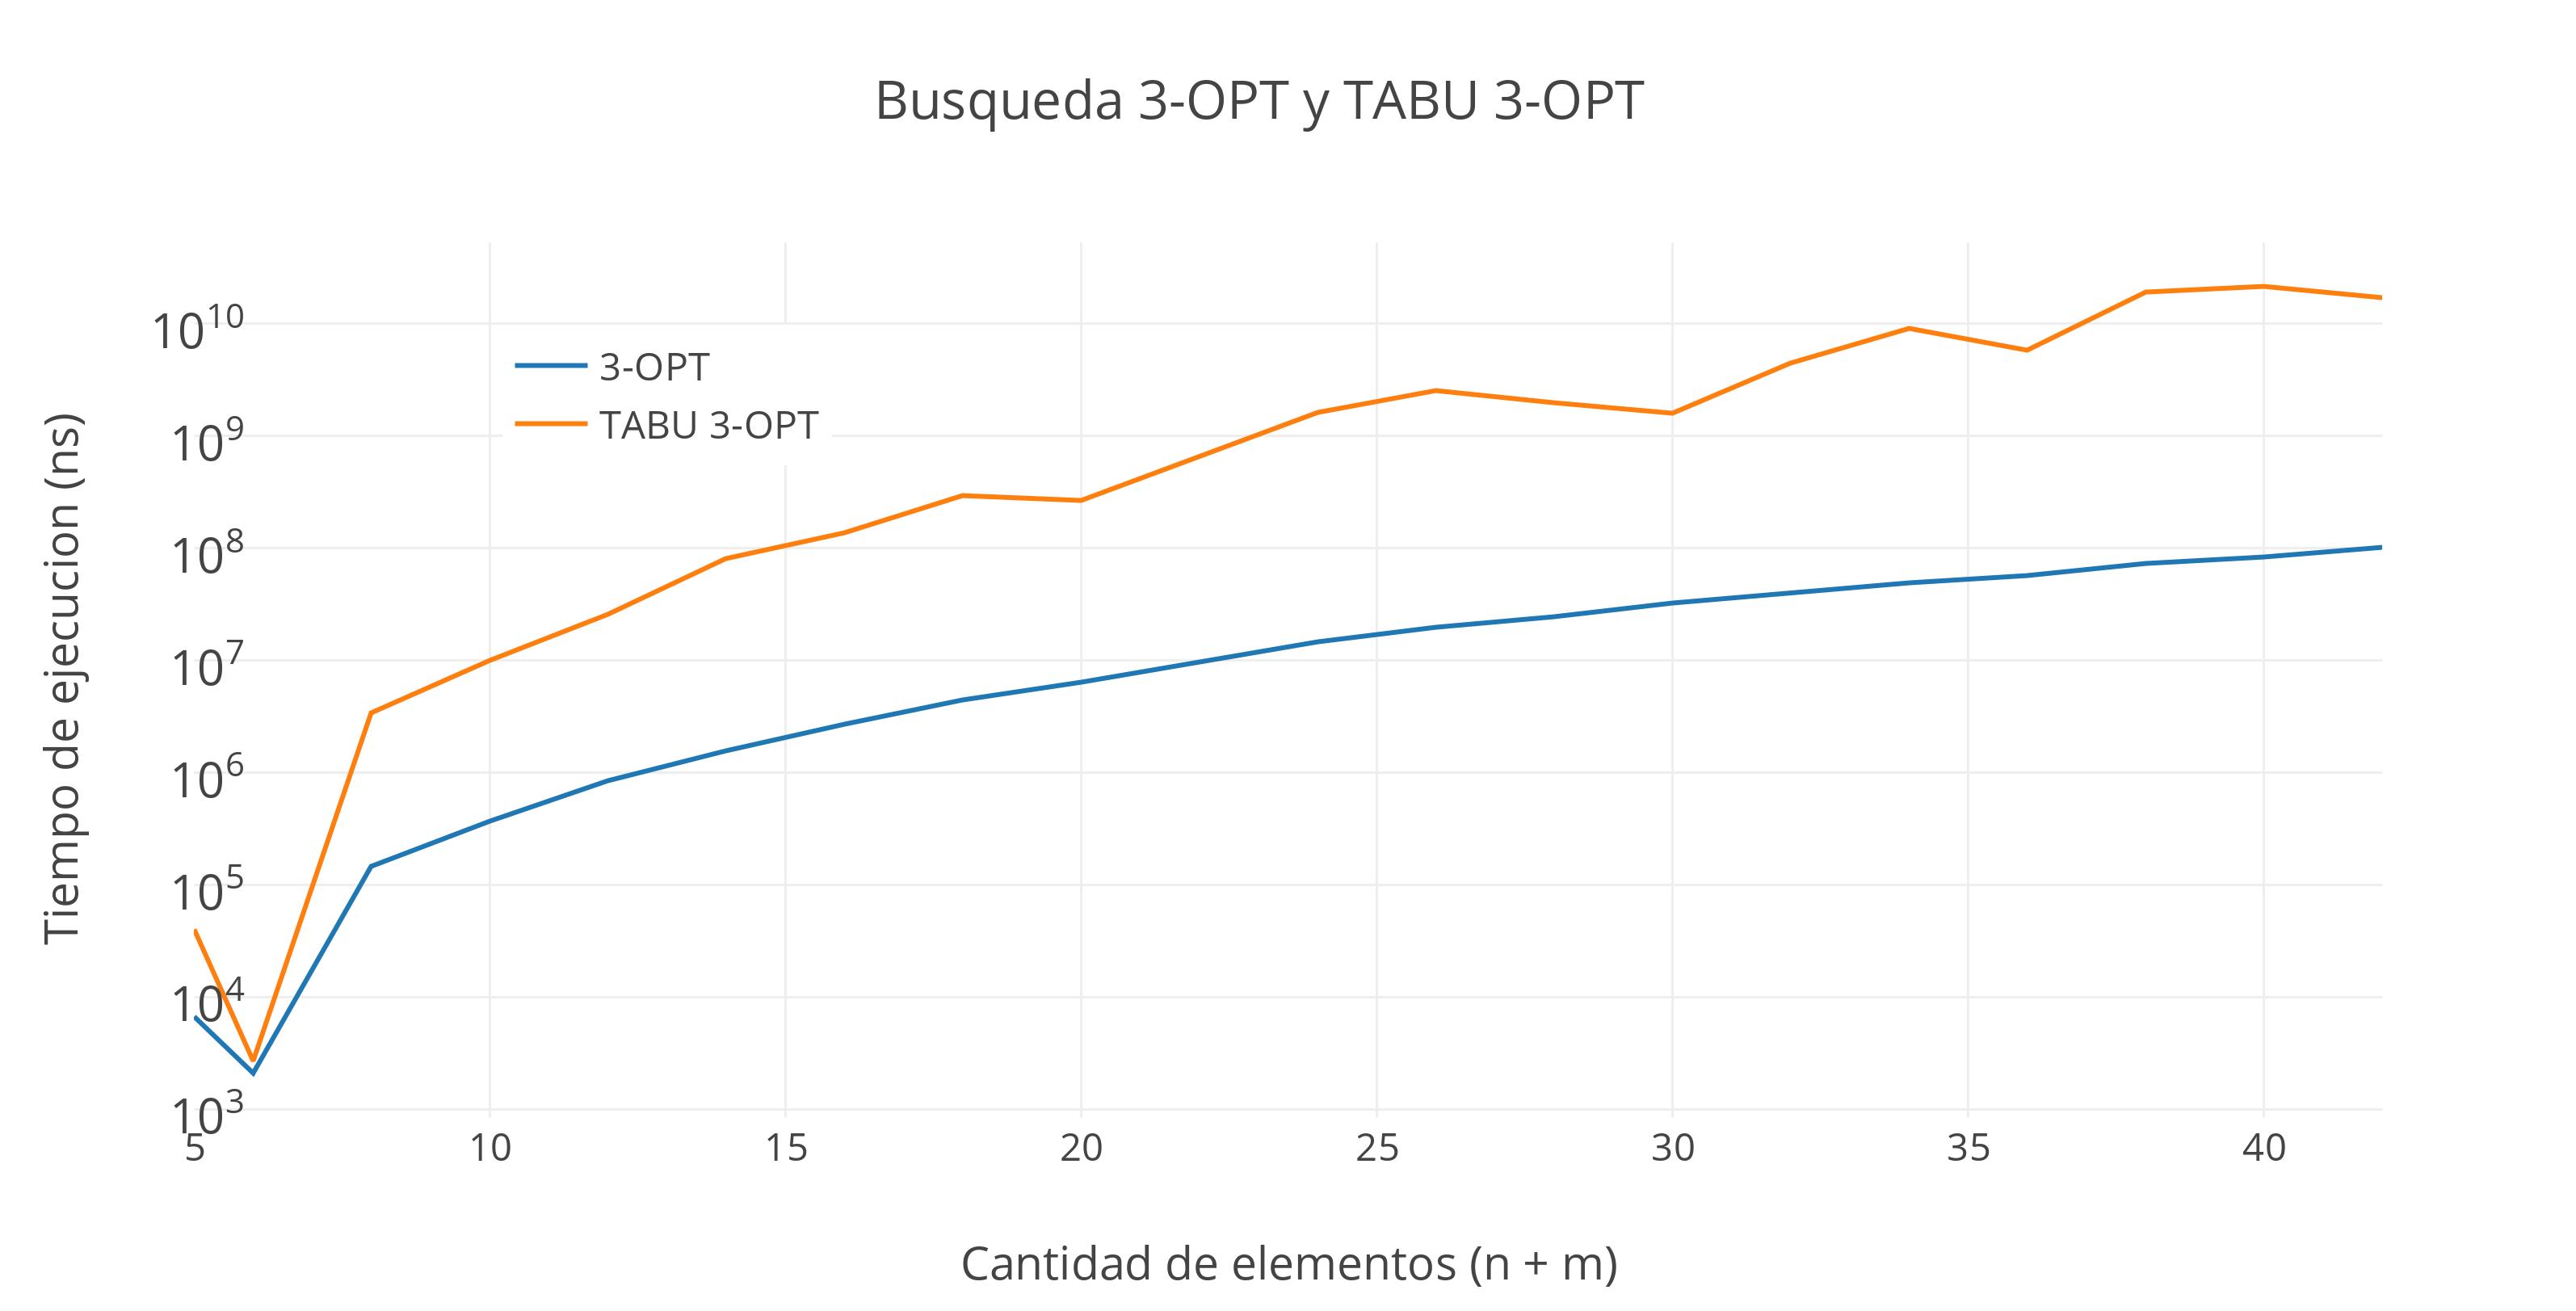 Busqueda 3-OPT y TABU 3-OPT
3-OPT
TABU 3-OPT
Tiempo de ejecucion (ns)
10^10
10^9
10^8
10^7
10^6
10^5
10^4
10^3
5 10 15 20 25 30 35 40
Cantidad de elementos (n + m)